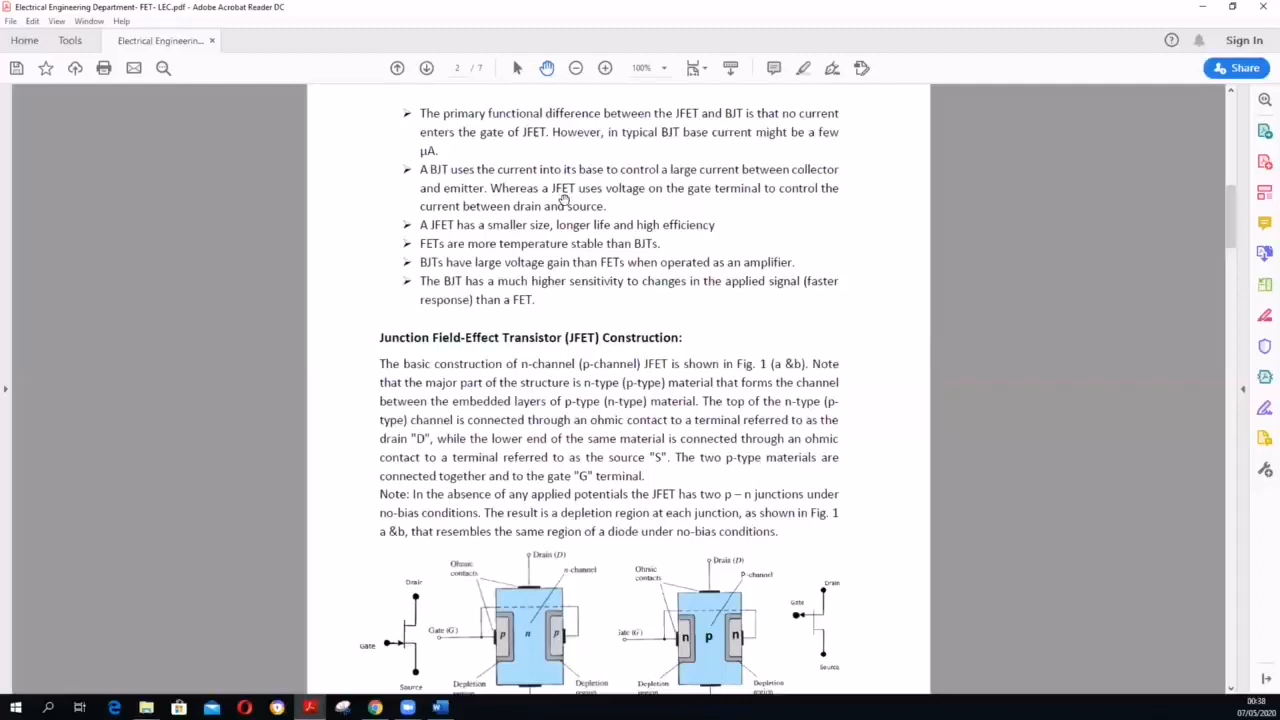 Electrical Engineering Department- FET- LEC.pdf - Adobe Acrobat Reader DC
File Edit View Window Help
Home Tools Electrical Engineerin... × Sign In
2 / 7 100% Share
➢ The primary functional difference between the JFET and BJT is that no current
enters the gate of JFET. However, in typical BJT base current might be a few
μA.
➢ A BJT uses the current into its base to control a large current between collector
and emitter. Whereas a JFET uses voltage on the gate terminal to control the
current between drain and source.
➢ A JFET has a smaller size, longer life and high efficiency
➢ FETs are more temperature stable than BJTs.
➢ BJTs have large voltage gain than FETs when operated as an amplifier.
➢ The BJT has a much higher sensitivity to changes in the applied signal (faster
response) than a FET.
Junction Field-Effect Transistor (JFET) Construction:
The basic construction of n-channel (p-channel) JFET is shown in Fig. 1 (a &b). Note
that the major part of the structure is n-type (p-type) material that forms the channel
between the embedded layers of p-type (n-type) material. The top of the n-type (p-
type) channel is connected through an ohmic contact to a terminal referred to as the
drain "D", while the lower end of the same material is connected through an ohmic
contact to a terminal referred to as the source "S". The two p-type materials are
connected together and to the gate "G" terminal.
Note: In the absence of any applied potentials the JFET has two p – n junctions under
no-bias conditions. The result is a depletion region at each junction, as shown in Fig. 1
a &b, that resembles the same region of a diode under no-bias conditions.
Drain
Gate
Source
Ohmic
contacts
Drain (D)
n-channel
Gate (G)
p n p
Depletion
region
Depletion
region
Ohmic
contacts
Drain (D)
P-channel
Gate (G)
n p n
Depletion
region
Depletion
region
Drain
Gate
Source
00:38
07/05/2020